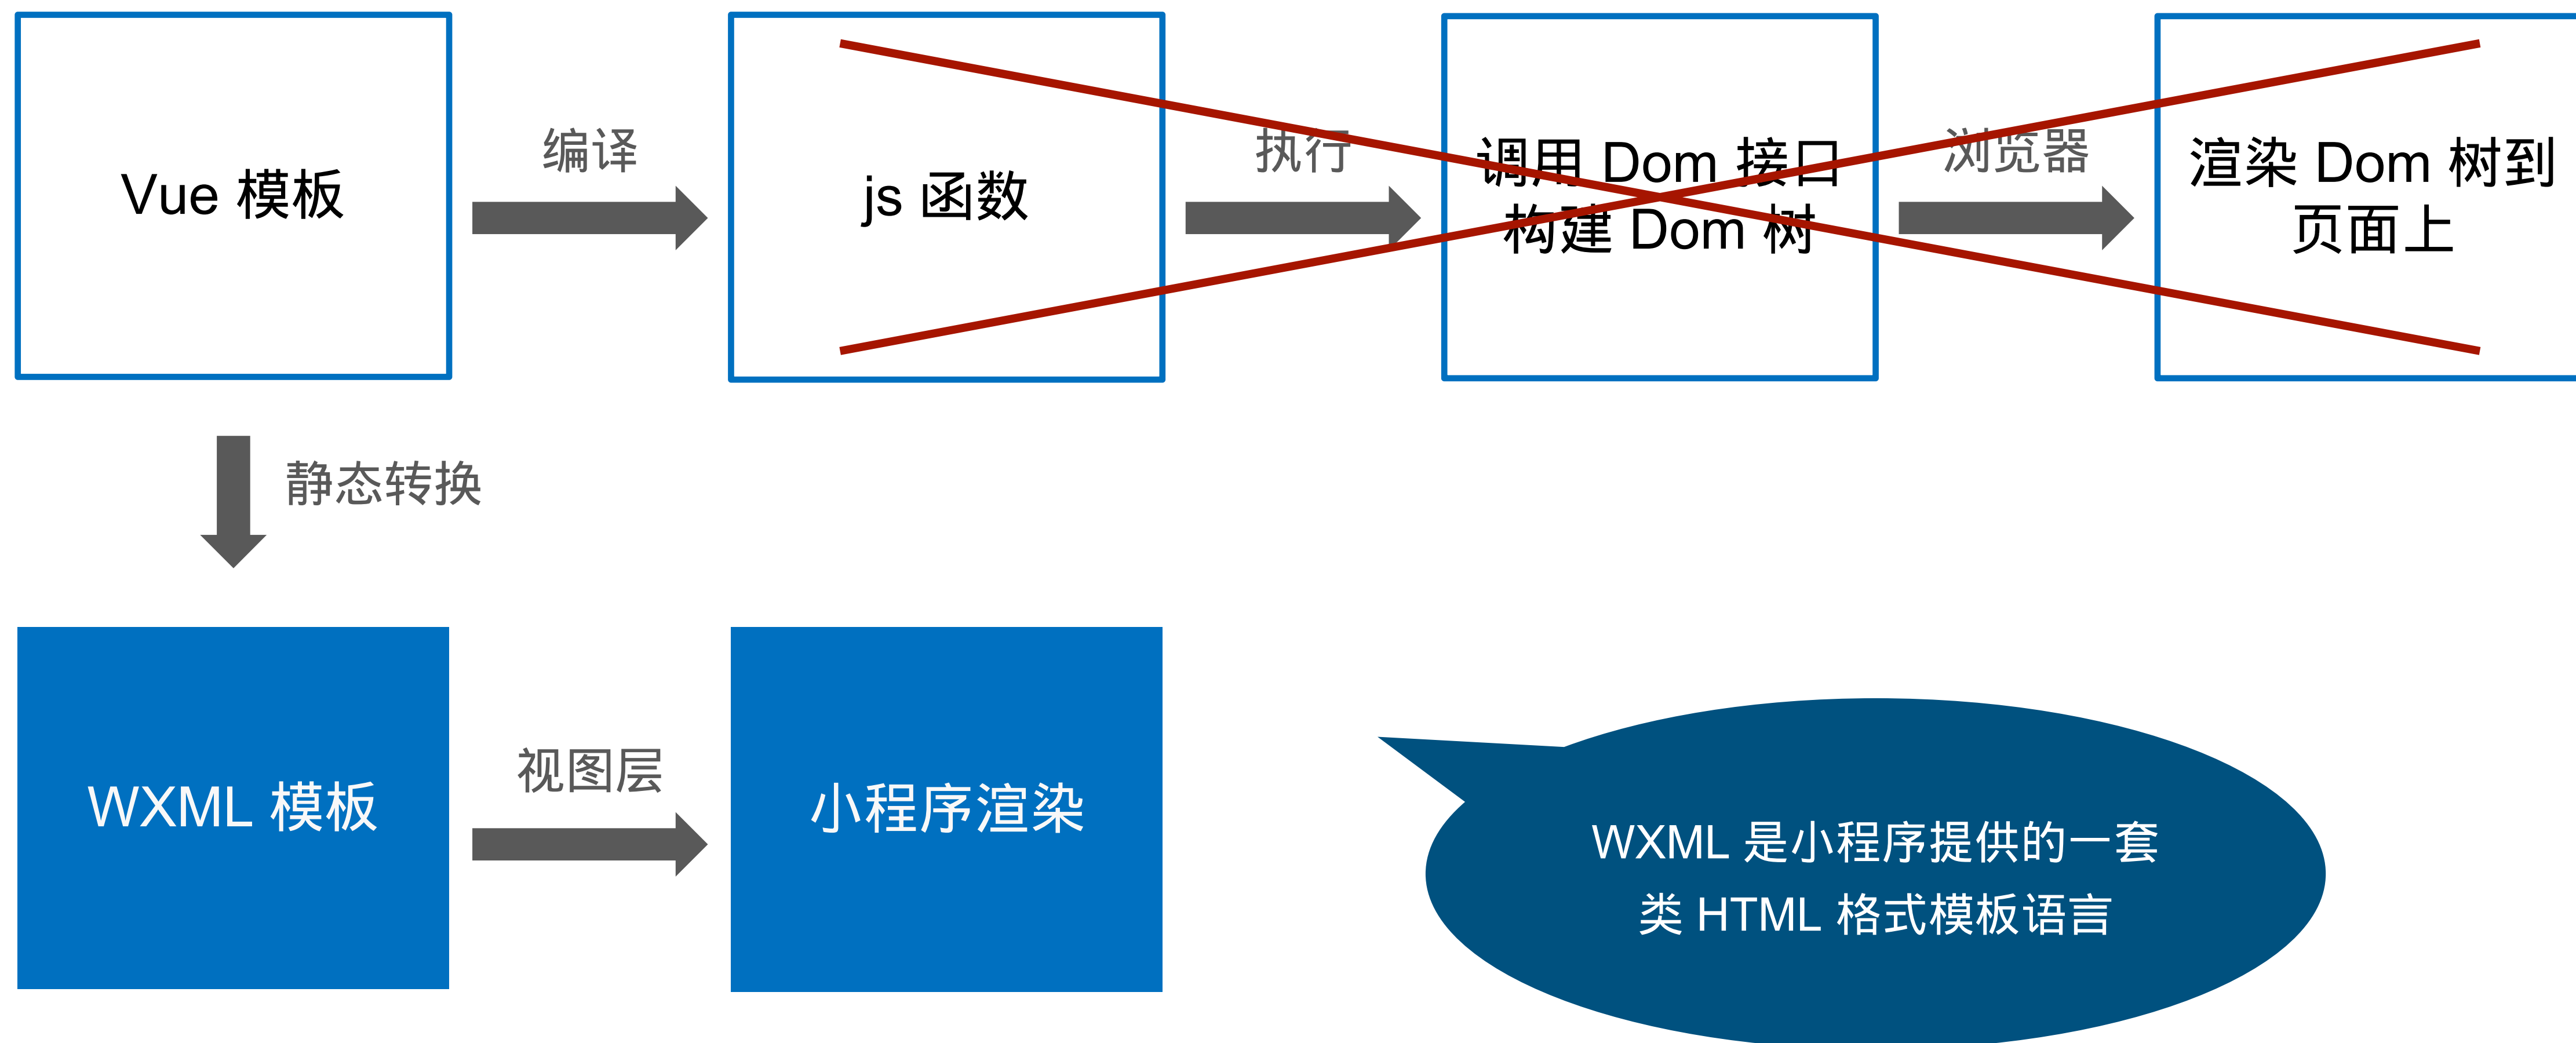 Vue 模板
编译
js 函数
执行
调用 Dom 接口
构建 Dom 树
浏览器
渲染 Dom 树到
页面上
静态转换
WXML 模板
视图层
小程序渲染
WXML 是小程序提供的一套
类 HTML 格式模板语言